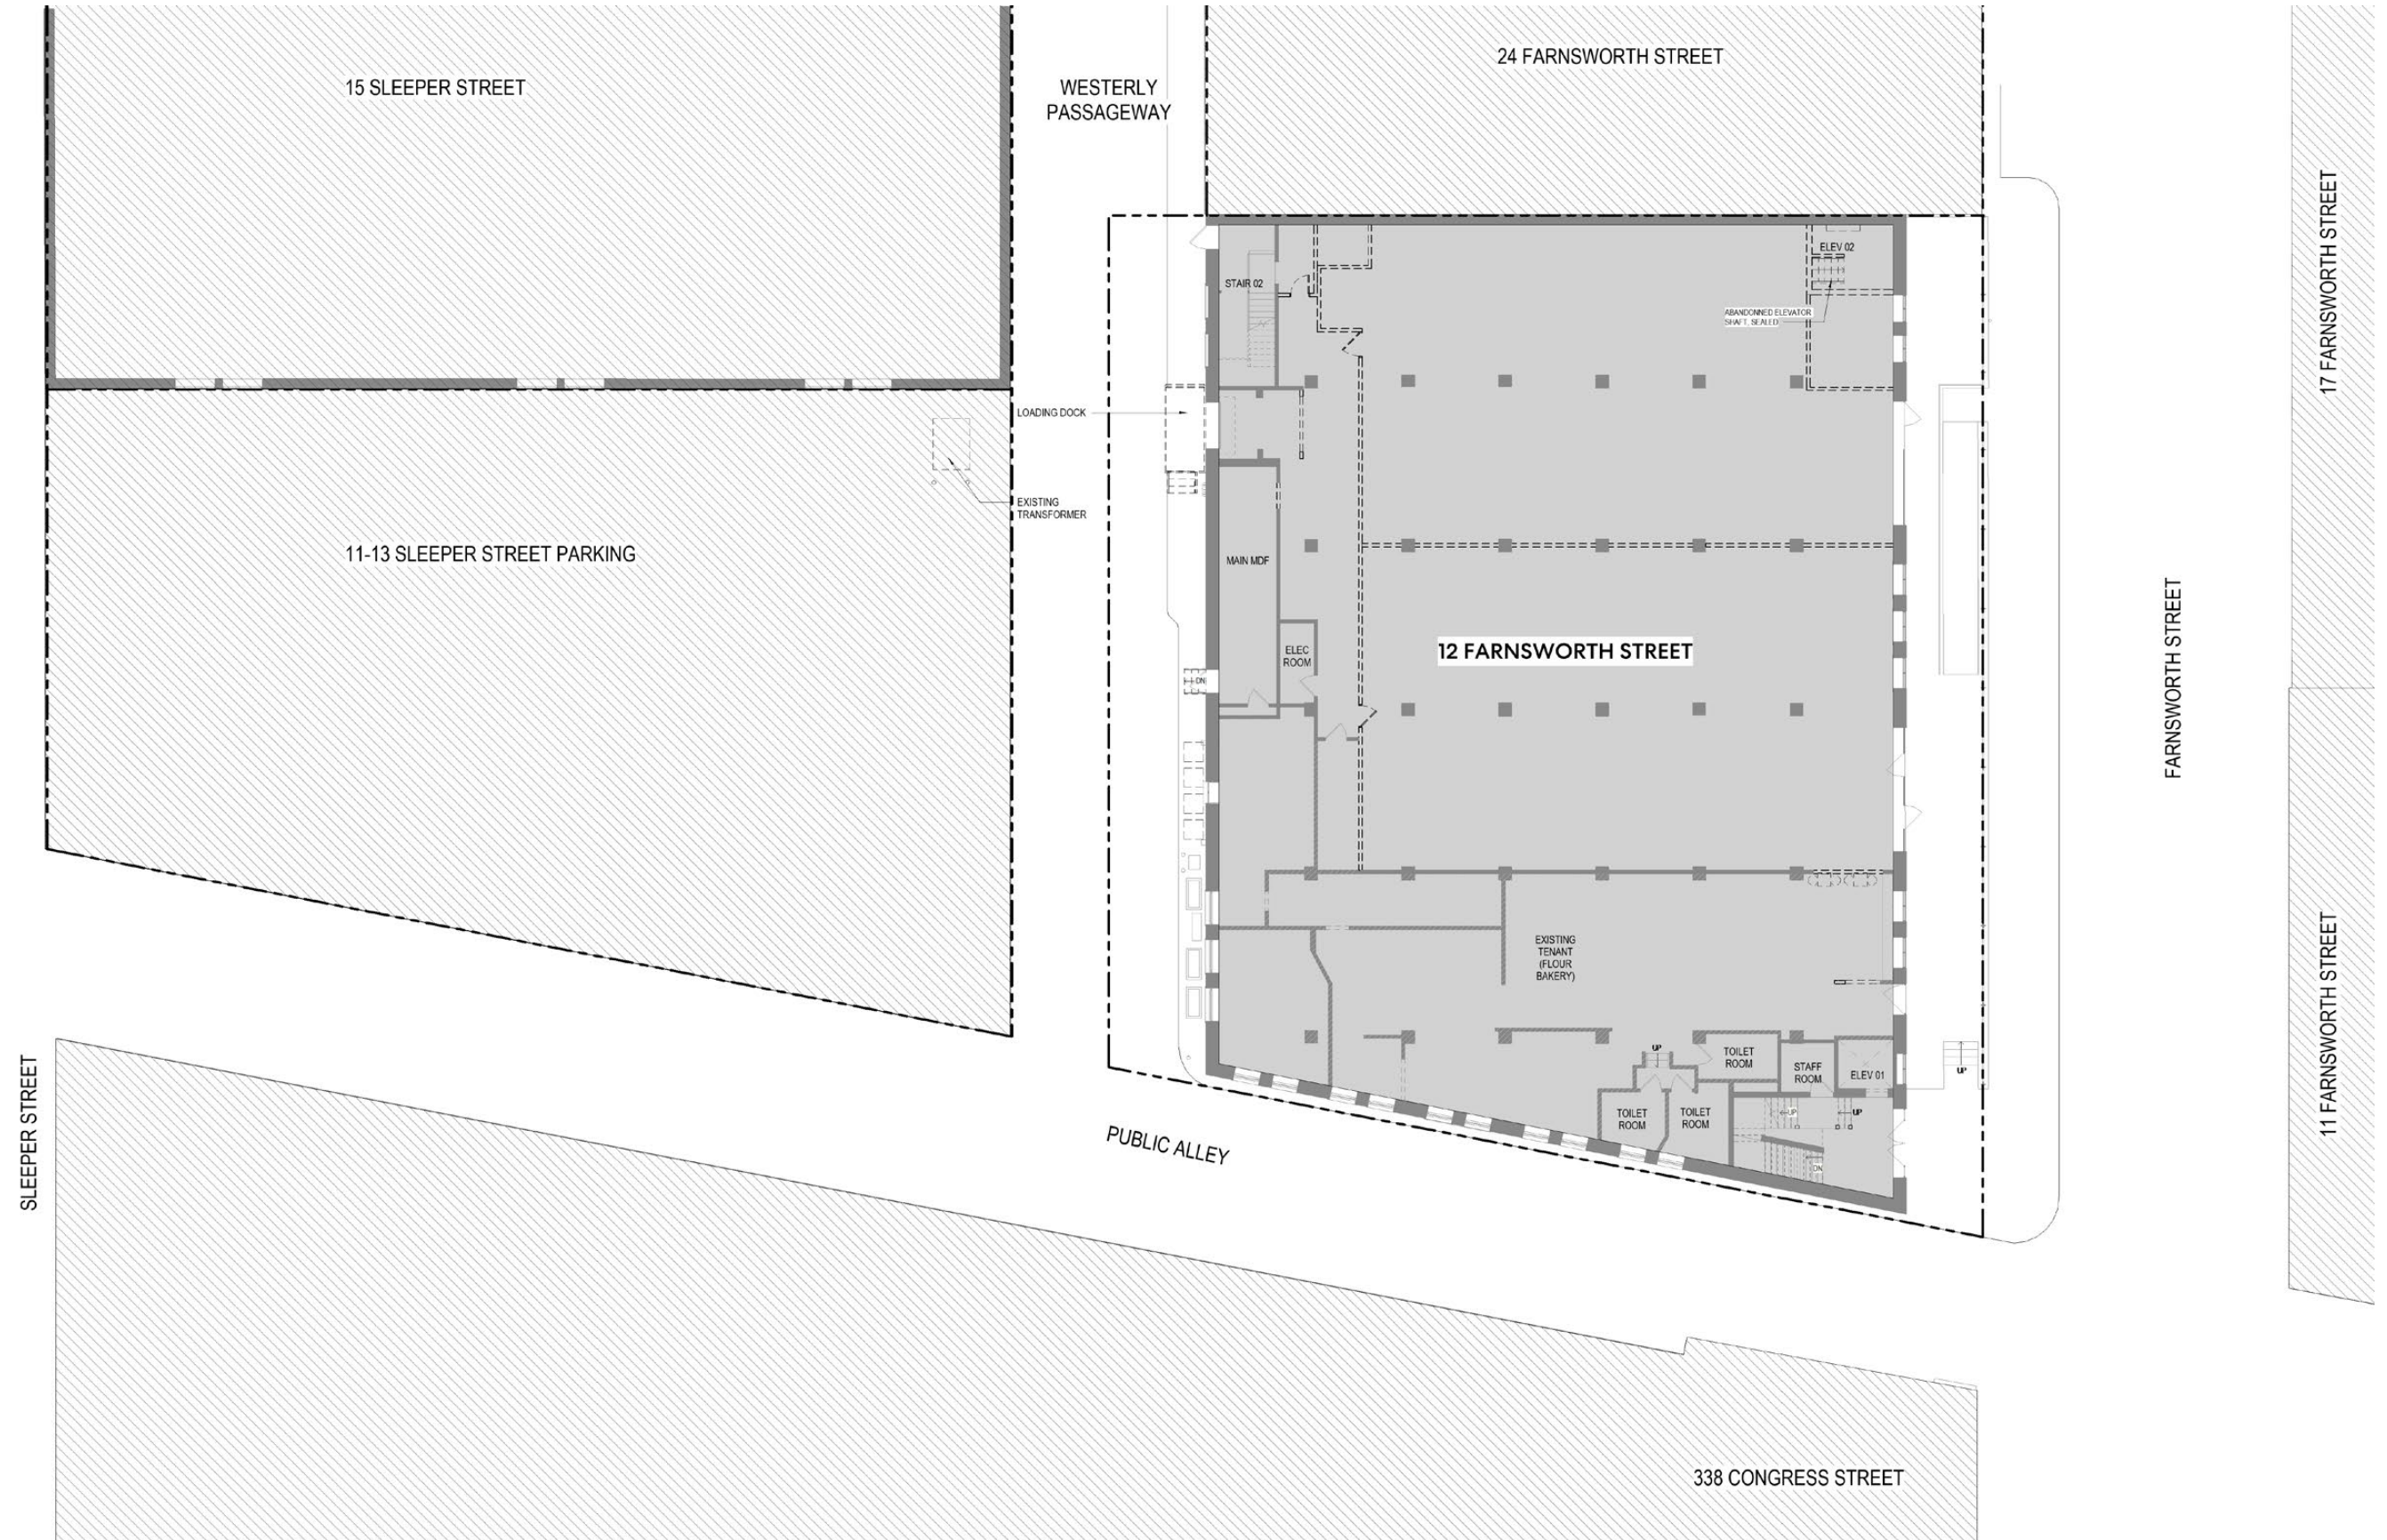 15 SLEEPER STREET
WESTERLY
PASSAGEWAY
24 FARNSWORTH STREET
17 FARNSWORTH STREET
STAIR 02
ELEV 02
ABANDONNED ELEVATOR
SHAFT, SEALED
LOADING DOCK
EXISTING
TRANSFORMER
11-13 SLEEPER STREET PARKING
MAIN MDF
ELEC
ROOM
12 FARNSWORTH STREET
FARNSWORTH STREET
DN
EXISTING
TENANT
(FLOUR
BAKERY)
11 FARNSWORTH STREET
UP
TOILET
ROOM
STAFF
ROOM
ELEV 01
UP
TOILET
ROOM
TOILET
ROOM
UP
UP
DN
SLEEPER STREET
PUBLIC ALLEY
338 CONGRESS STREET